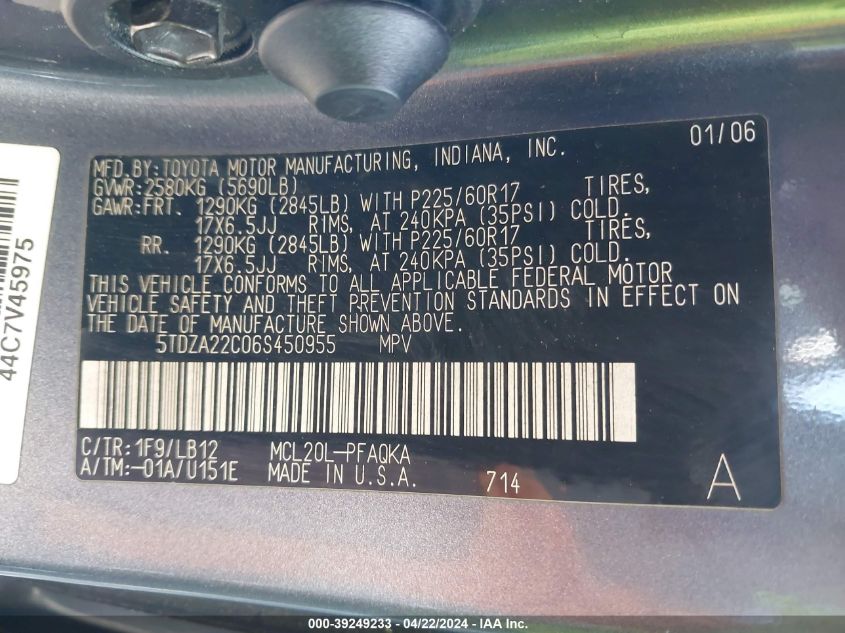 01/06
MFD.BY:TOYOTA MOTOR MANUFACTURING, INDIANA, INC.
GVWR:2580KG (5690LB)
GAWR:FRT. 1290KG (2845LB) WITH P225/60R17 TIRES,
17X6.5JJ RIMS, AT 240KPA (35PSI) COLD.
RR. 1290KG (2845LB) WITH P225/60R17 TIRES,
17X6.5JJ RIMS, AT 240KPA (35PSI) COLD.
THIS VEHICLE CONFORMS TO ALL APPLICABLE FEDERAL MOTOR
VEHICLE SAFETY AND THEFT PREVENTION STANDARDS IN EFFECT ON
THE DATE OF MANUFACTURE SHOWN ABOVE.
5TDZA22C06S450955 MPV
C/TR:1F9/LB12 MCL20L-PFAQKA
A/TM:-01A/U151E MADE IN U.S.A. 714 A
44C7V45975
000-39249233 - 04/22/2024 - IAA Inc.